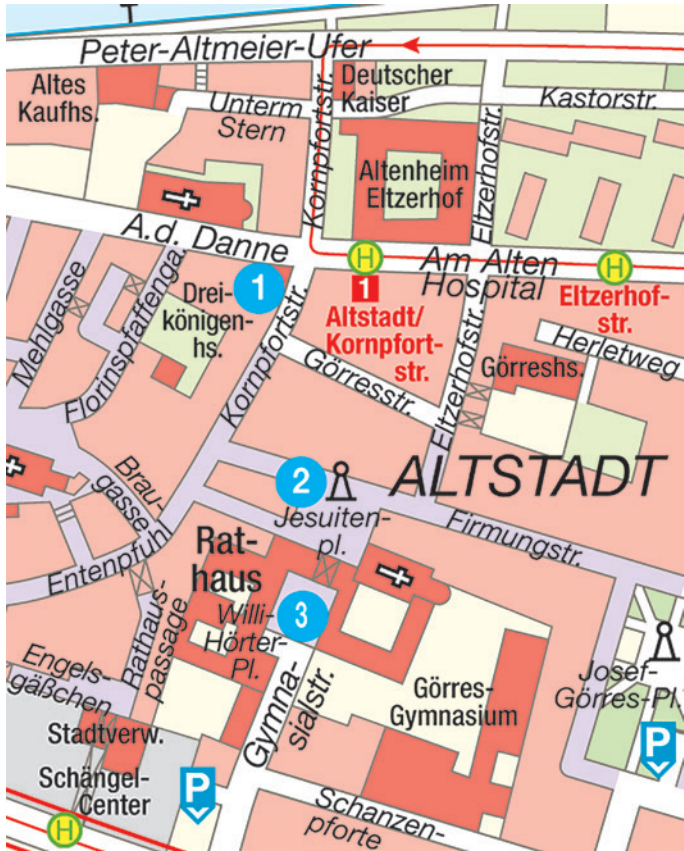 Peter-Altmeier-Ufer
Altes
Kaufhs.
Unterm
Stern
Kornpfortstr.
Deutscher
Kaiser
Kastorstr.
Altenheim
Eltzerhof
Eltzerhofstr.
A.d. Danne
H
Am Alten
Hospital
H
Eltzerhof-
str.
1
1
Altstadt/
Kornpfort-
str.
Drei-
königen-
hs.
Mehlgasse
Florinspfaffenga.
Kornpfortstr.
Görresstr.
Eltzerhofstr.
Görreshs.
Herletweg
2
ALTSTADT
Jesuiten-
pl.
Firmungstr.
Brau-
gasse
Entenpfuhl
Rat-
haus
Willi-
Hörter-
Pl.
3
Rathaus-
passage
Engels-
gäßchen
Gymna-
sialstr.
Görres-
Gymnasium
Josef-
Görres-Pl.
P
Stadtverw.
Schängel-
Center
P
H
Schanzen-
pforte